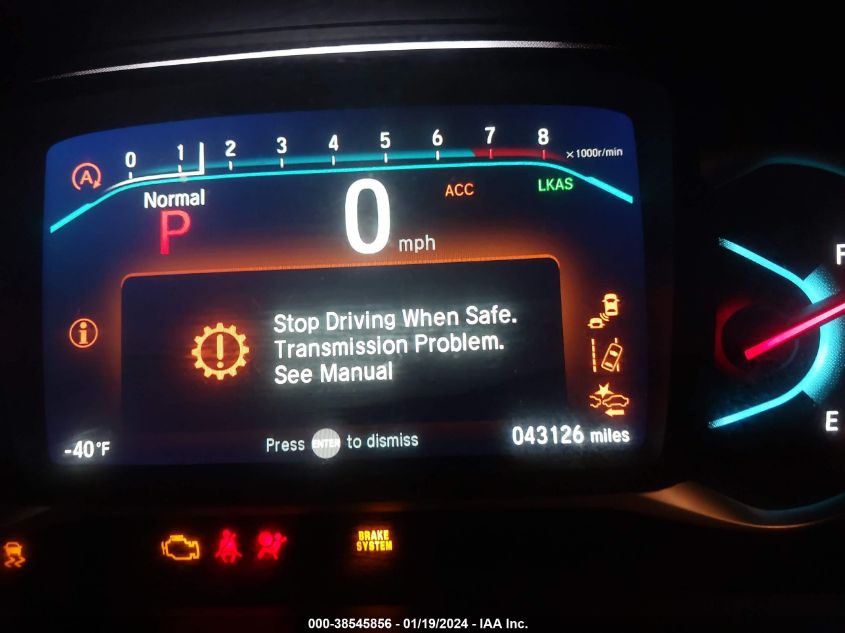 0 1 2 3 4 5 6 7 8 ×1000r/min
A
Normal
ACC
LKAS
P
0 mph
F
Stop Driving When Safe.
Transmission Problem.
See Manual
E
-40°F
Press ENTER to dismiss
043126 miles
BRAKE
SYSTEM
000-38545856 - 01/19/2024 - IAA Inc.